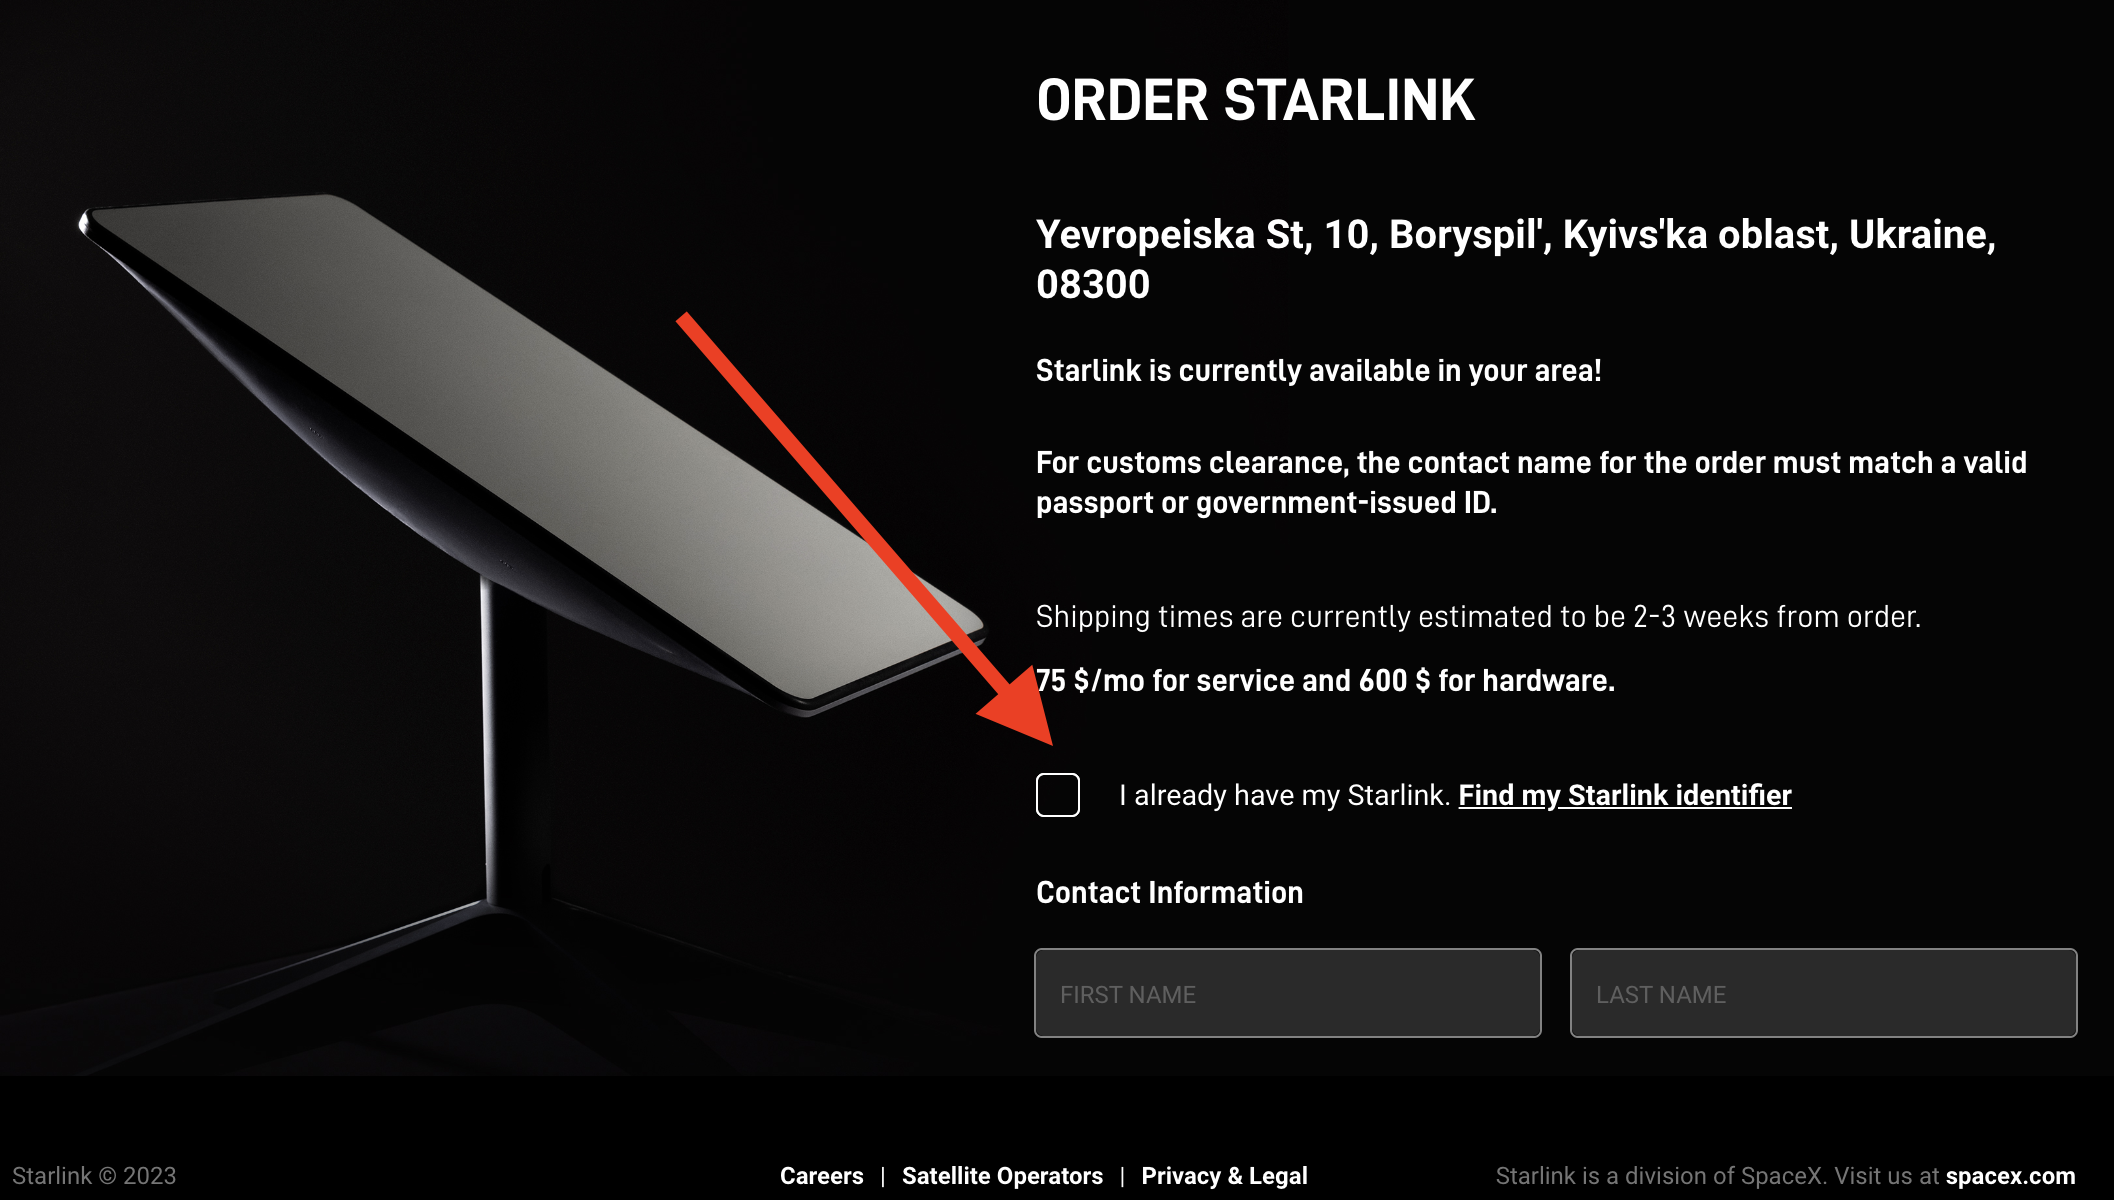 ORDER STARLINK
Yevropeiska St, 10, Boryspil', Kyivs'ka oblast, Ukraine,
08300
Starlink is currently available in your area!
For customs clearance, the contact name for the order must match a valid
passport or government-issued ID.
Shipping times are currently estimated to be 2-3 weeks from order.
75 $/mo for service and 600 $ for hardware.
I already have my Starlink. Find my Starlink identifier
Contact Information
FIRST NAME LAST NAME
Starlink © 2023 Careers | Satellite Operators | Privacy & Legal Starlink is a division of SpaceX. Visit us at spacex.com